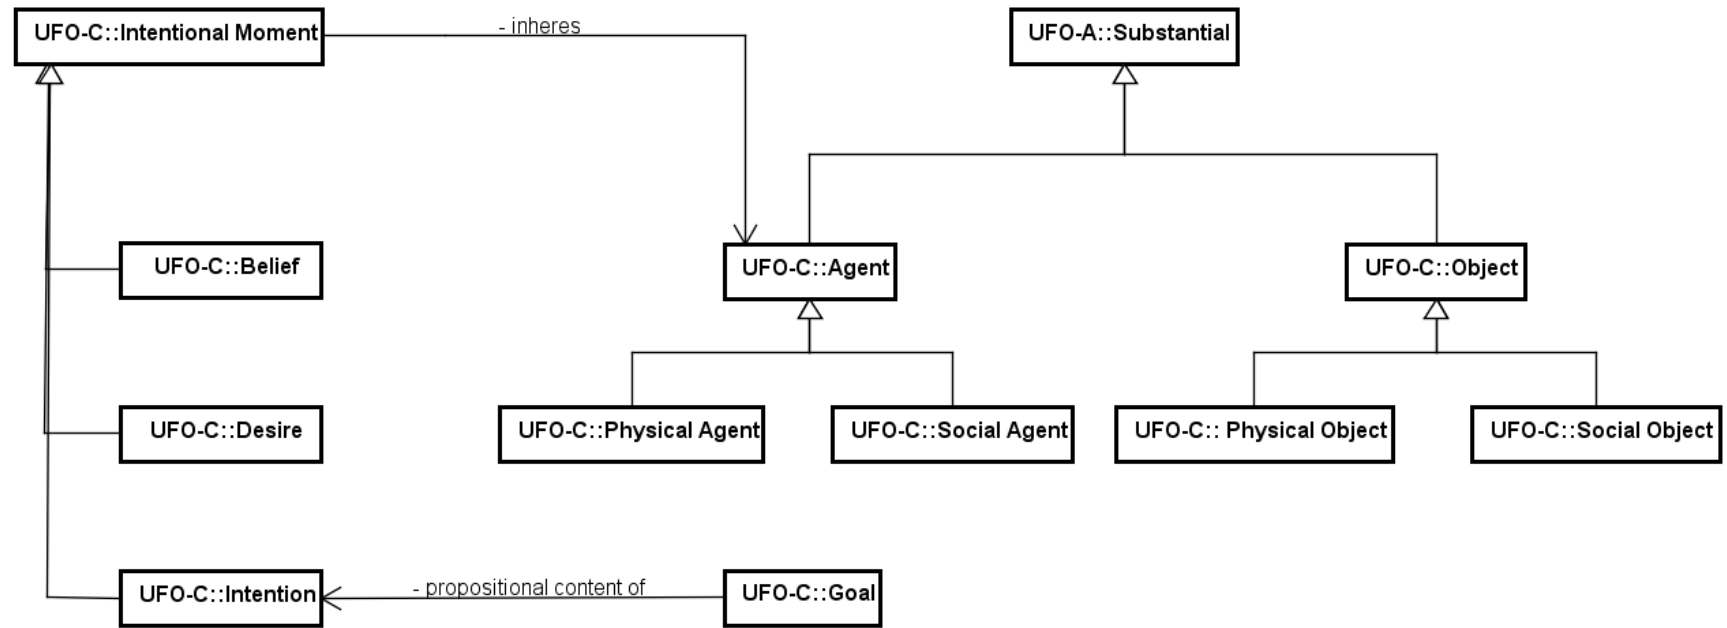 UFO-C::Intentional Moment
- inheres
UFO-A::Substantial
UFO-C::Belief
UFO-C::Agent
UFO-C::Object
UFO-C::Desire
UFO-C::Physical Agent
UFO-C::Social Agent
UFO-C:: Physical Object
UFO-C::Social Object
UFO-C::Intention
- propositional content of
UFO-C::Goal